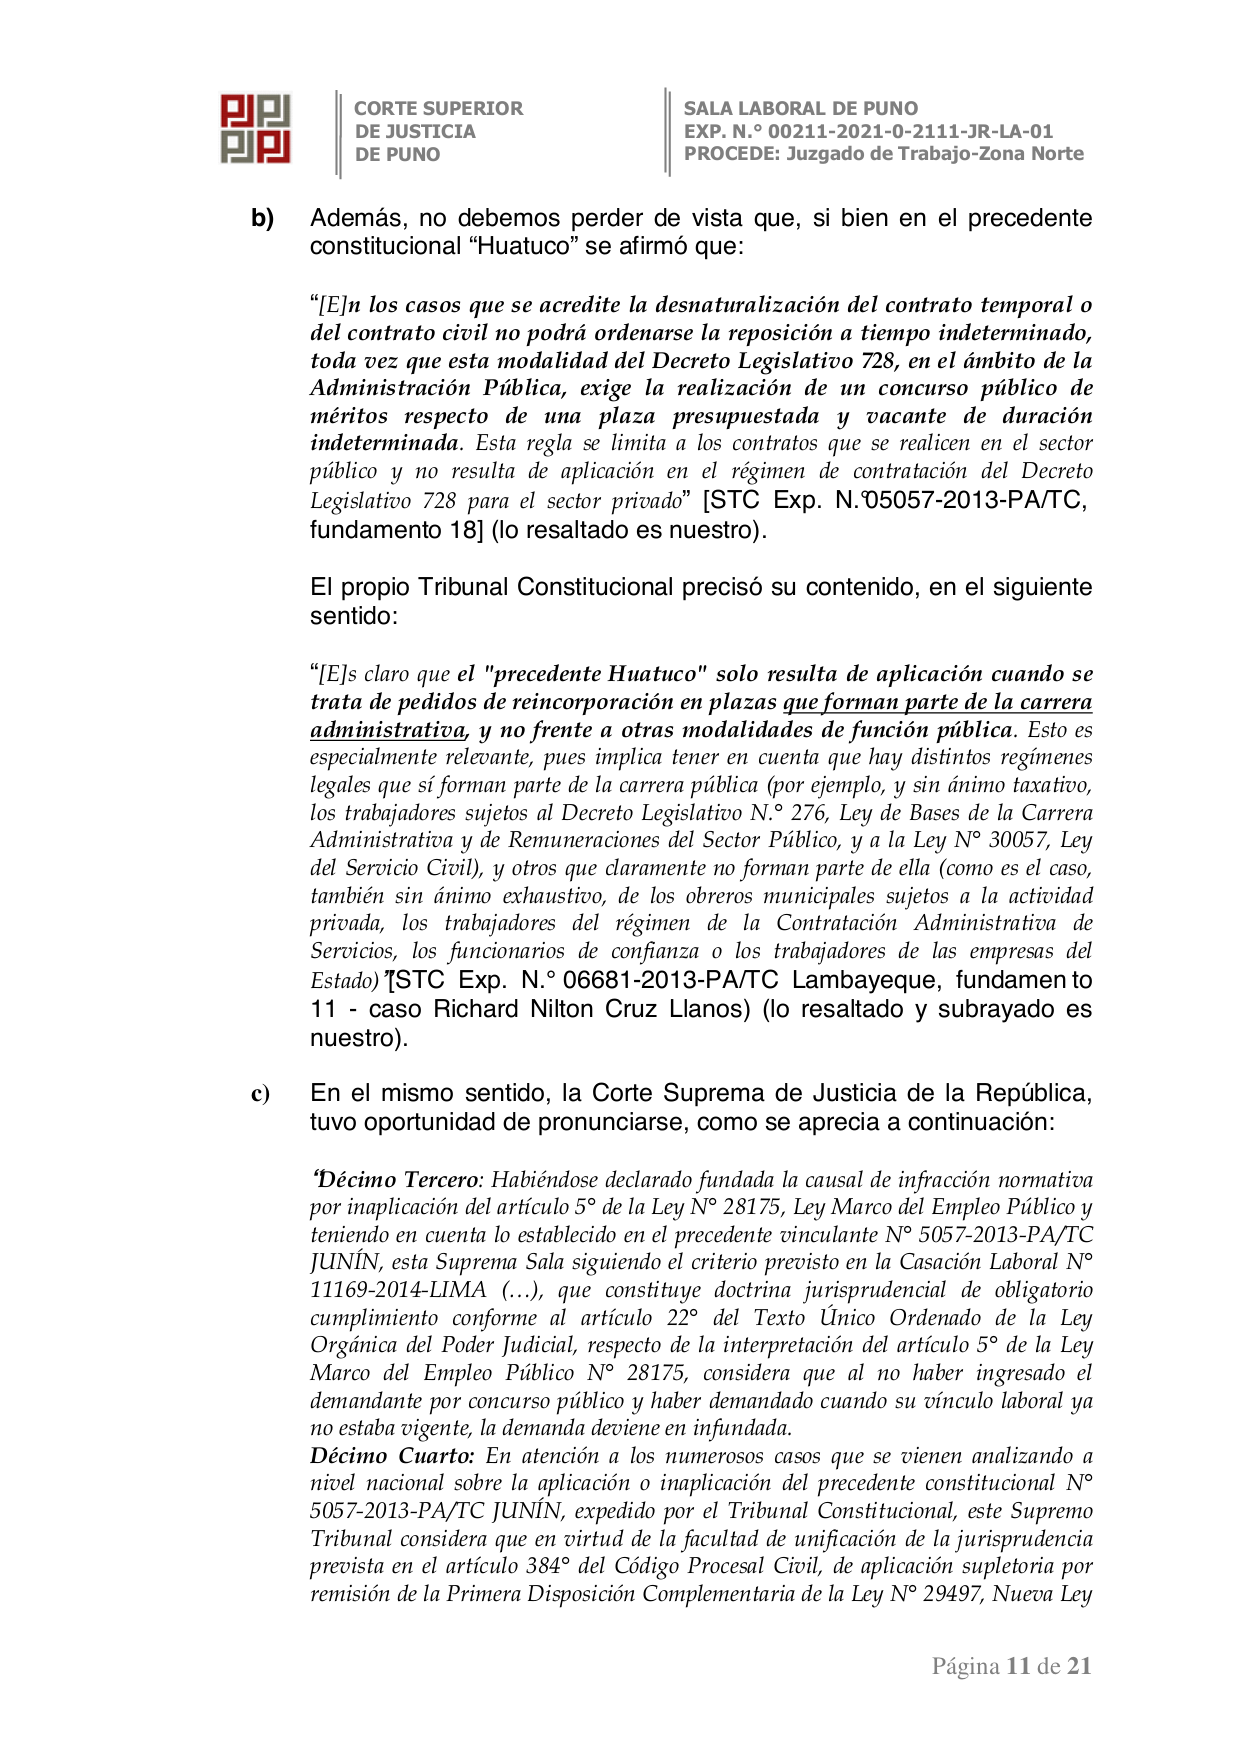 CORTE SUPERIOR
DE JUSTICIA
DE PUNO
SALA LABORAL DE PUNO
EXP. N.° 00211-2021-0-2111-JR-LA-01
PROCEDE: Juzgado de Trabajo-Zona Norte
b) Además, no debemos perder de vista que, si bien en el precedente
constitucional “Huatuco” se afirmó que:
“[E]n los casos que se acredite la desnaturalización del contrato temporal o
del contrato civil no podrá ordenarse la reposición a tiempo indeterminado,
toda vez que esta modalidad del Decreto Legislativo 728, en el ámbito de la
Administración Pública, exige la realización de un concurso público de
méritos respecto de una plaza presupuestada y vacante de duración
indeterminada. Esta regla se limita a los contratos que se realicen en el sector
público y no resulta de aplicación en el régimen de contratación del Decreto
Legislativo 728 para el sector privado” [STC Exp. N.°05057-2013-PA/TC,
fundamento 18] (lo resaltado es nuestro).
El propio Tribunal Constitucional precisó su contenido, en el siguiente
sentido:
“[E]s claro que el "precedente Huatuco" solo resulta de aplicación cuando se
trata de pedidos de reincorporación en plazas que forman parte de la carrera
administrativa, y no frente a otras modalidades de función pública. Esto es
especialmente relevante, pues implica tener en cuenta que hay distintos regímenes
legales que sí forman parte de la carrera pública (por ejemplo, y sin ánimo taxativo,
los trabajadores sujetos al Decreto Legislativo N.° 276, Ley de Bases de la Carrera
Administrativa y de Remuneraciones del Sector Público, y a la Ley N° 30057, Ley
del Servicio Civil), y otros que claramente no forman parte de ella (como es el caso,
también sin ánimo exhaustivo, de los obreros municipales sujetos a la actividad
privada, los trabajadores del régimen de la Contratación Administrativa de
Servicios, los funcionarios de confianza o los trabajadores de las empresas del
Estado)” [STC Exp. N.° 06681-2013-PA/TC Lambayeque, fundamen to
11 - caso Richard Nilton Cruz Llanos) (lo resaltado y subrayado es
nuestro).
c) En el mismo sentido, la Corte Suprema de Justicia de la República,
tuvo oportunidad de pronunciarse, como se aprecia a continuación:
“Décimo Tercero: Habiéndose declarado fundada la causal de infracción normativa
por inaplicación del artículo 5° de la Ley N° 28175, Ley Marco del Empleo Público y
teniendo en cuenta lo establecido en el precedente vinculante N° 5057-2013-PA/TC
JUNÍN, esta Suprema Sala siguiendo el criterio previsto en la Casación Laboral N°
11169-2014-LIMA (…), que constituye doctrina jurisprudencial de obligatorio
cumplimiento conforme al artículo 22° del Texto Único Ordenado de la Ley
Orgánica del Poder Judicial, respecto de la interpretación del artículo 5° de la Ley
Marco del Empleo Público N° 28175, considera que al no haber ingresado el
demandante por concurso público y haber demandado cuando su vínculo laboral ya
no estaba vigente, la demanda deviene en infundada.
Décimo Cuarto: En atención a los numerosos casos que se vienen analizando a
nivel nacional sobre la aplicación o inaplicación del precedente constitucional N°
5057-2013-PA/TC JUNÍN, expedido por el Tribunal Constitucional, este Supremo
Tribunal considera que en virtud de la facultad de unificación de la jurisprudencia
prevista en el artículo 384° del Código Procesal Civil, de aplicación supletoria por
remisión de la Primera Disposición Complementaria de la Ley N° 29497, Nueva Ley
Página 11 de 21